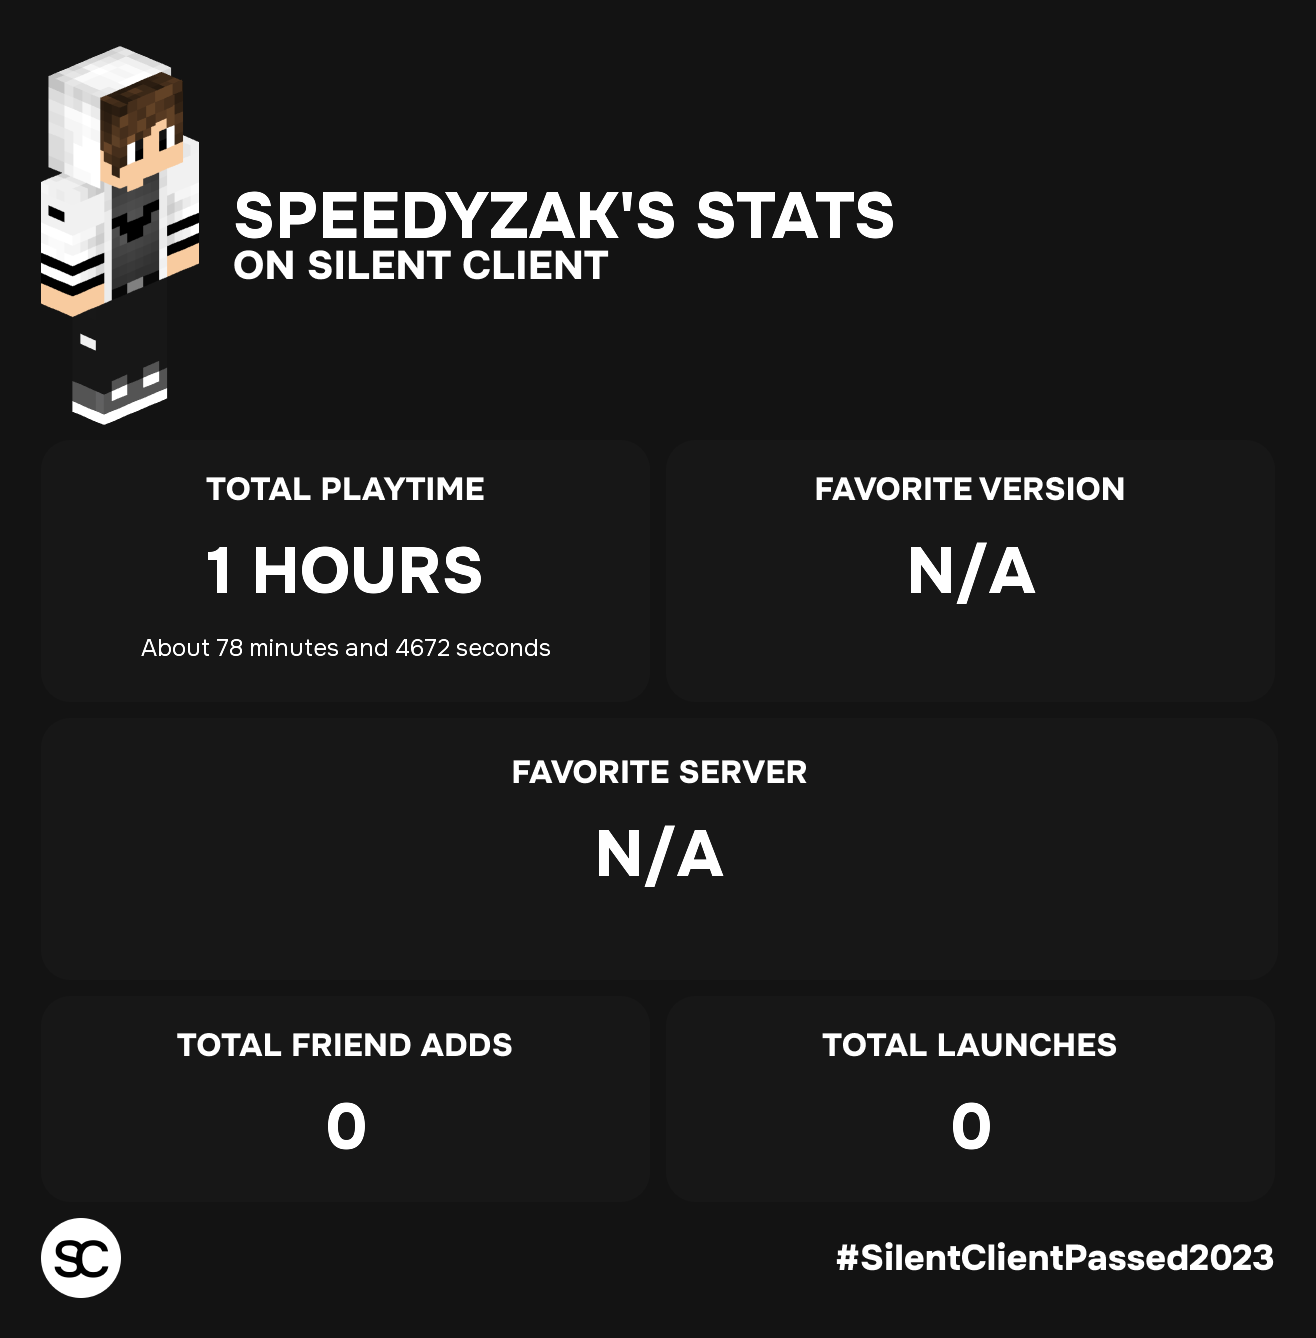 SPEEDYZAK'S STATS
ON SILENT CLIENT
TOTAL PLAYTIME
1 HOURS
About 78 minutes and 4672 seconds
FAVORITE VERSION
N/A
FAVORITE SERVER
N/A
TOTAL FRIEND ADDS
0
TOTAL LAUNCHES
0
SC
#SilentClientPassed2023